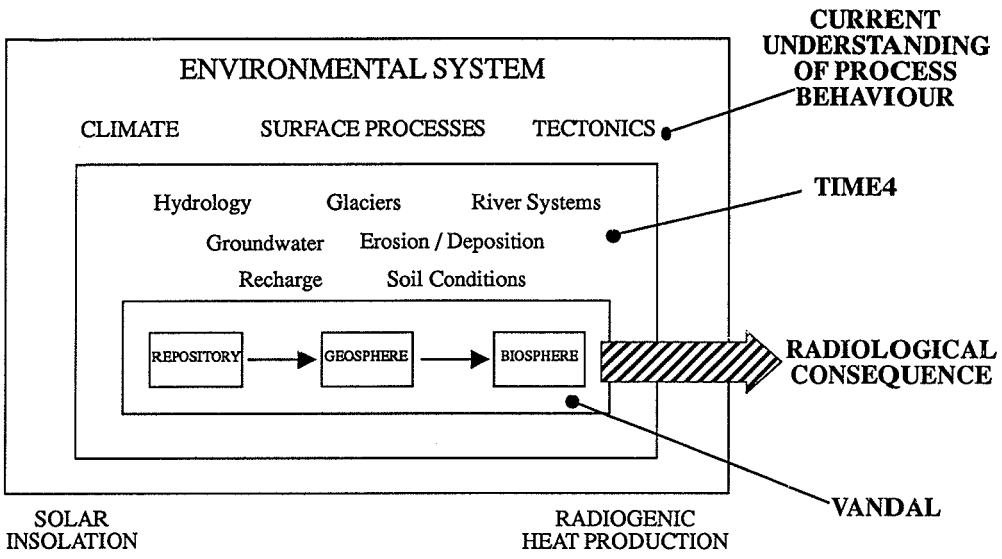 CURRENT
UNDERSTANDING
OF PROCESS
BEHAVIOUR
ENVIRONMENTAL SYSTEM
CLIMATE SURFACE PROCESSES TECTONICS
Hydrology Glaciers River Systems
TIME4
Groundwater Erosion / Deposition
Recharge Soil Conditions
REPOSITORY GEOSPHERE BIOSPHERE
RADIOLOGICAL
CONSEQUENCE
VANDAL
SOLAR
INSOLATION
RADIOGENIC
HEAT PRODUCTION